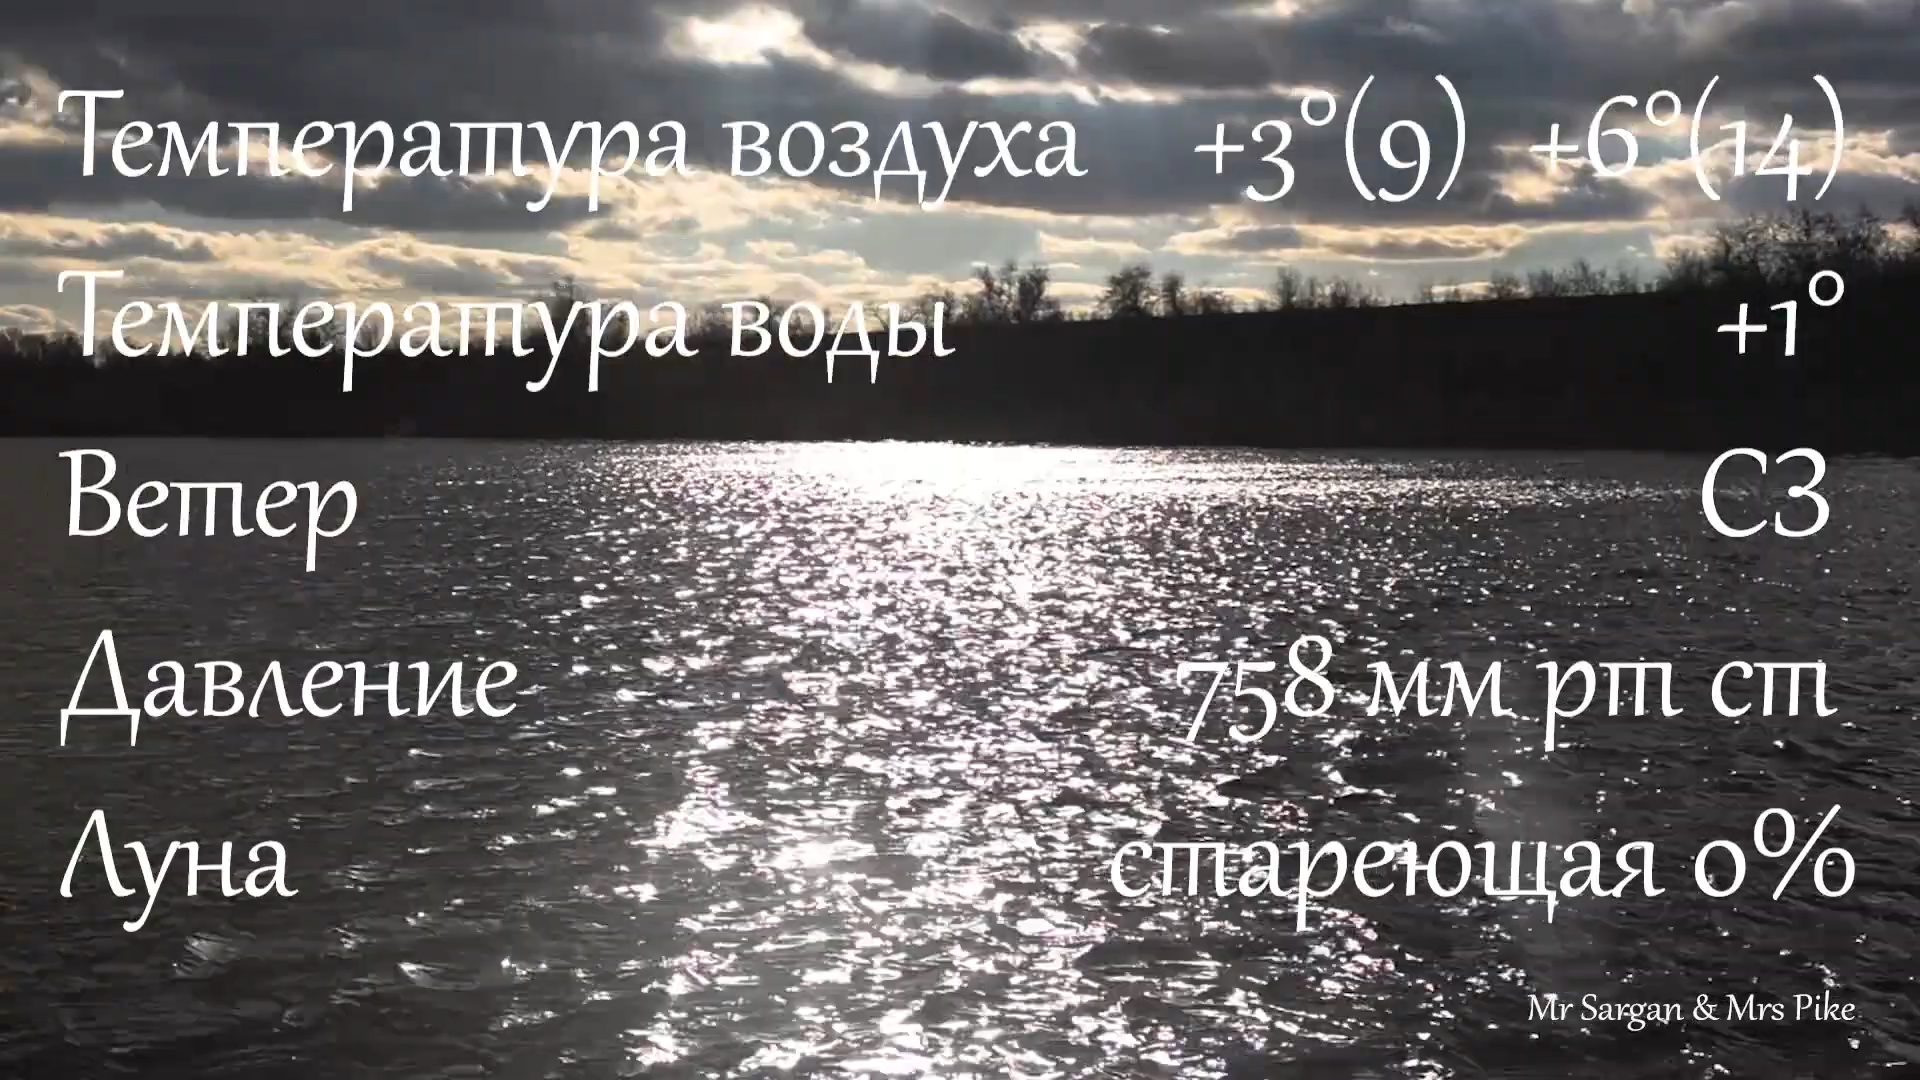 Температура воздуха +3°(9) +6°(14)
Температура воды +1°
Ветер СЗ
Давление 758 мм рт ст
Луна стареющая 0%
Mr Sargan & Mrs Pike